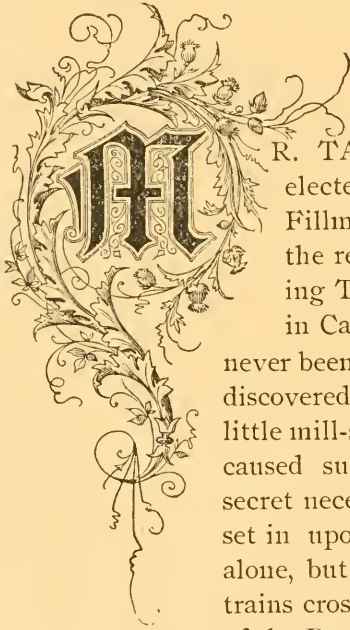 MR. TA
electe
Fillm
the re
ing T
in Ca
never been
discovered
little mill-s
caused su
secret nece
set in upo
alone, but
trains cros